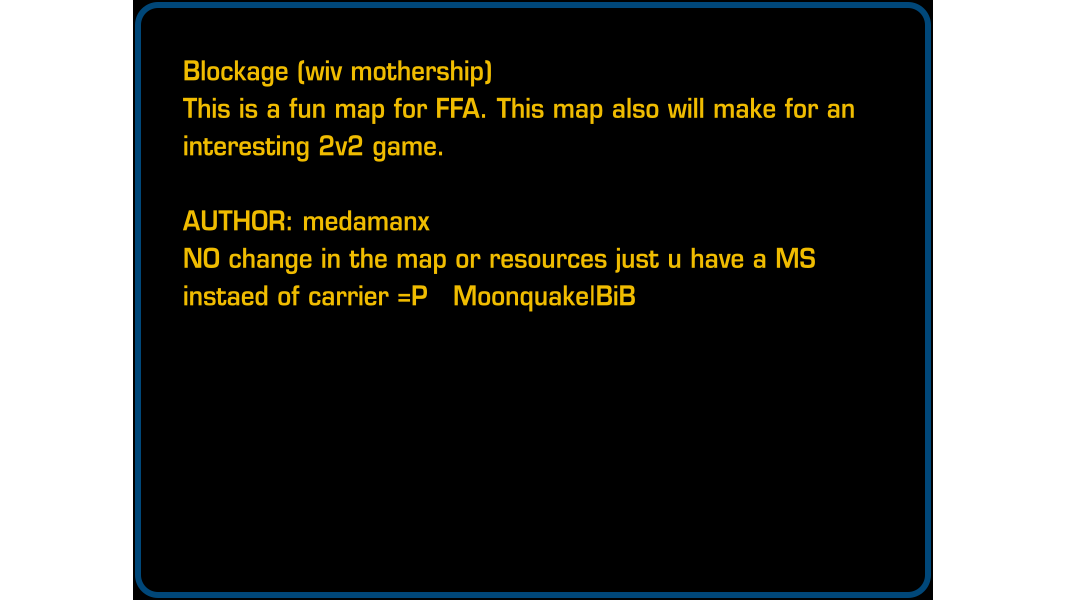 Blockage (wiv mothership)
This is a fun map for FFA. This map also will make for an
interesting 2v2 game.
AUTHOR: medamanx
NO change in the map or resources just u have a MS
instaed of carrier =P   Moonquake|BiB